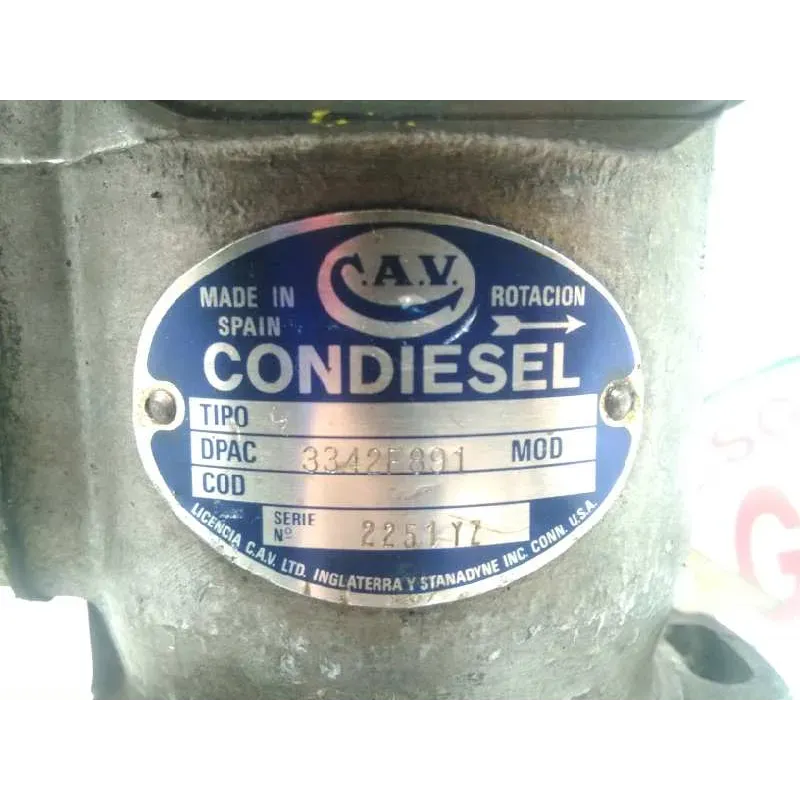 C.A.V.
MADE IN SPAIN
ROTACION
CONDIESEL
TIPO
DPAC 3342F891 MOD
COD
SERIE Nº 2251YZ
LICENCIA C.A.V. LTD. INGLATERRA Y STANADYNE INC. CONN. U.S.A.